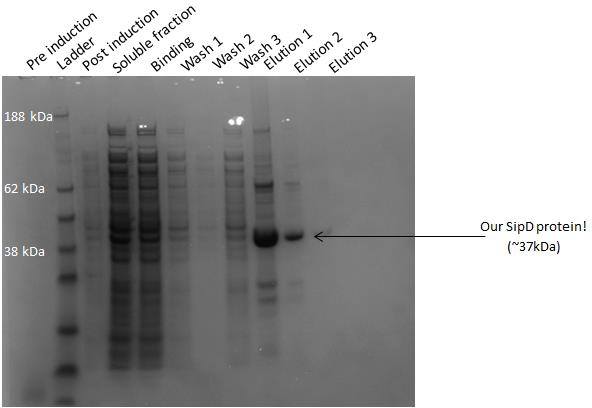 Pre induction
Ladder
Post induction
Soluble fraction
Binding
Wash 1
Wash 2
Wash 3
Elution 1
Elution 2
Elution 3
188 kDa
62 kDa
38 kDa
Our SipD protein!
(~37kDa)